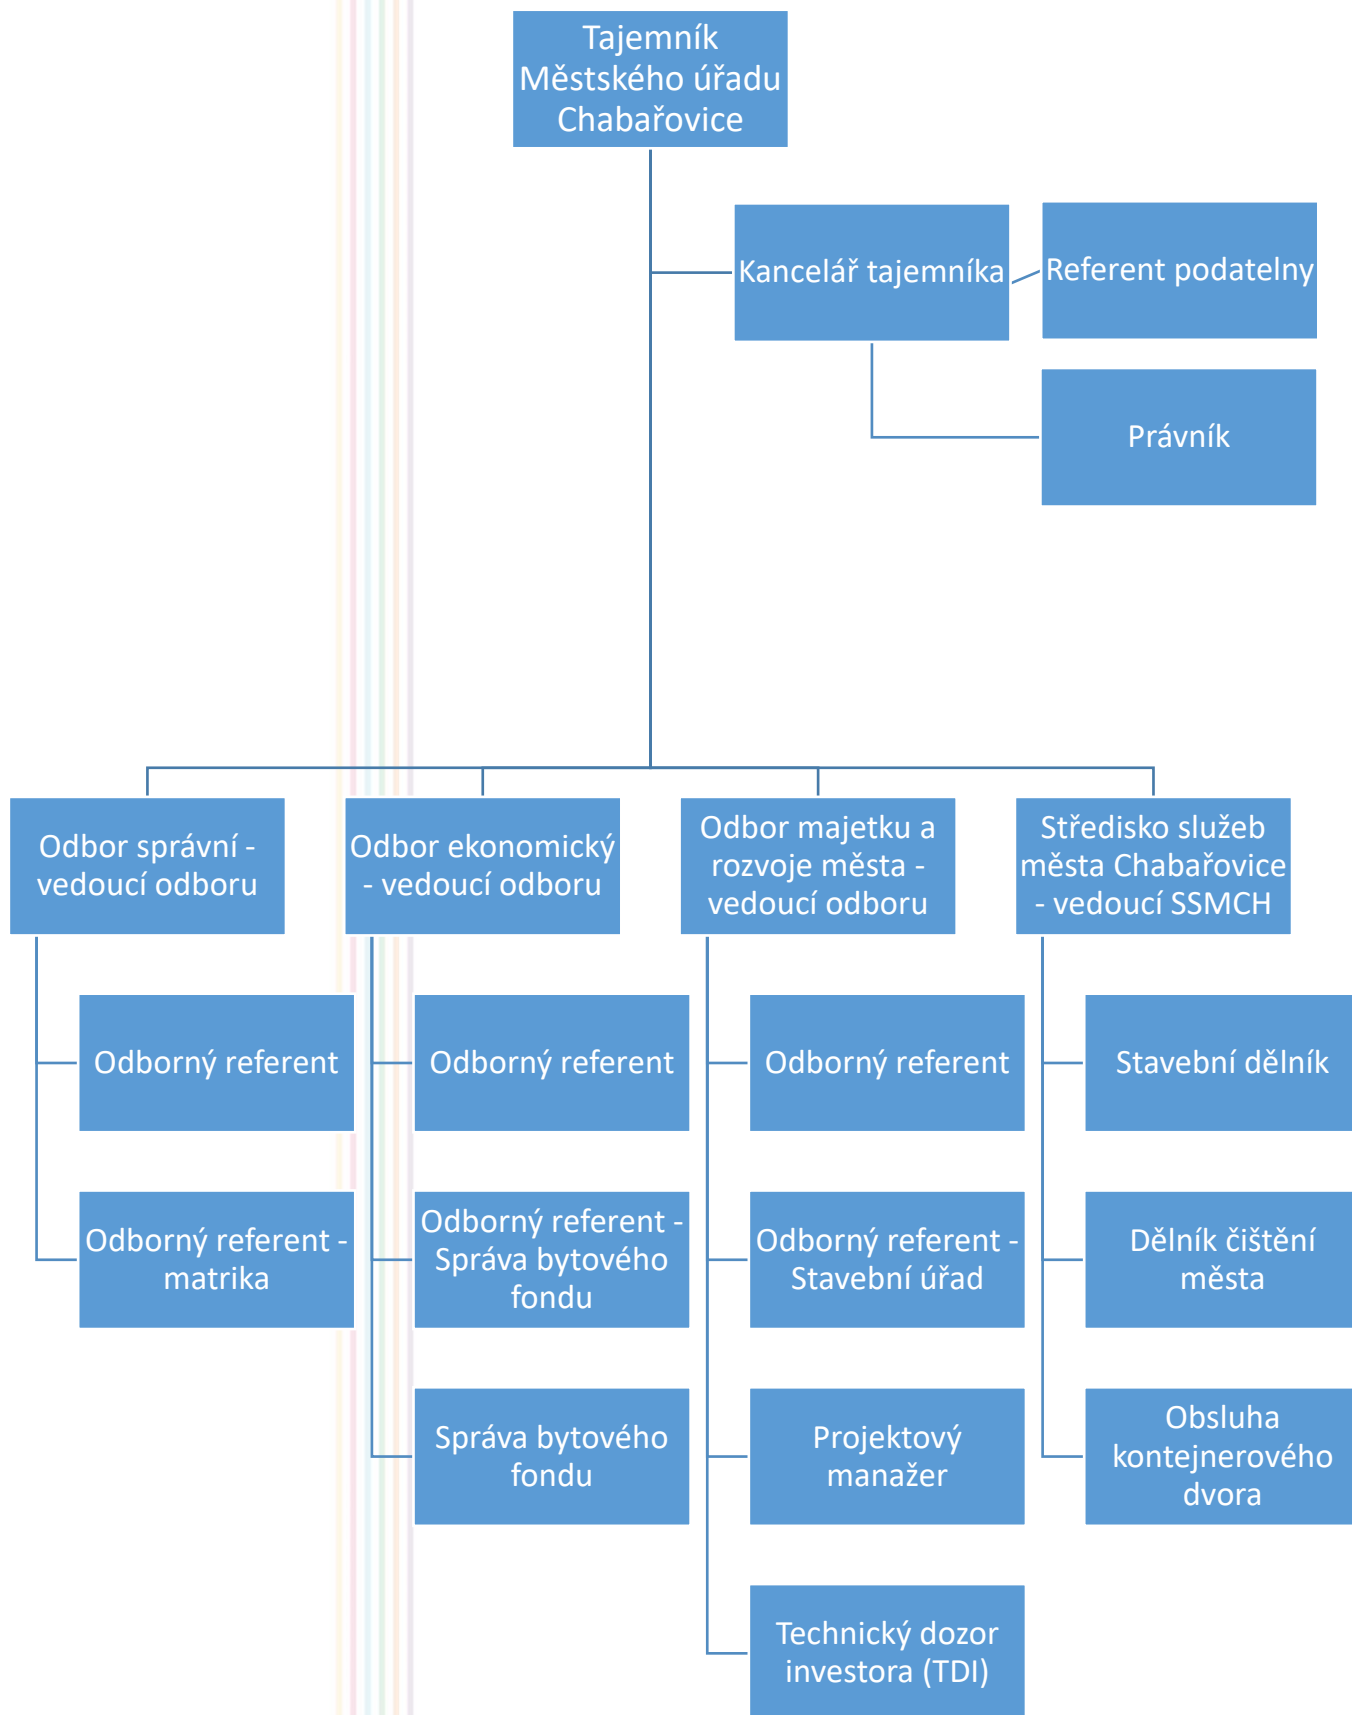 Tajemník
Městského úřadu
Chabařovice
Kancelář tajemníka
Referent podatelny
Právník
Odbor správní -
vedoucí odboru
Odborný referent
Odborný referent -
matrika
Odbor ekonomický
- vedoucí odboru
Odborný referent
Odborný referent -
Správa bytového
fondu
Správa bytového
fondu
Odbor majetku a
rozvoje města -
vedoucí odboru
Odborný referent
Odborný referent -
Stavební úřad
Projektový
manažer
Technický dozor
investora (TDI)
Středisko služeb
města Chabařovice
- vedoucí SSMCH
Stavební dělník
Dělník čištění
města
Obsluha
kontejnerového
dvora